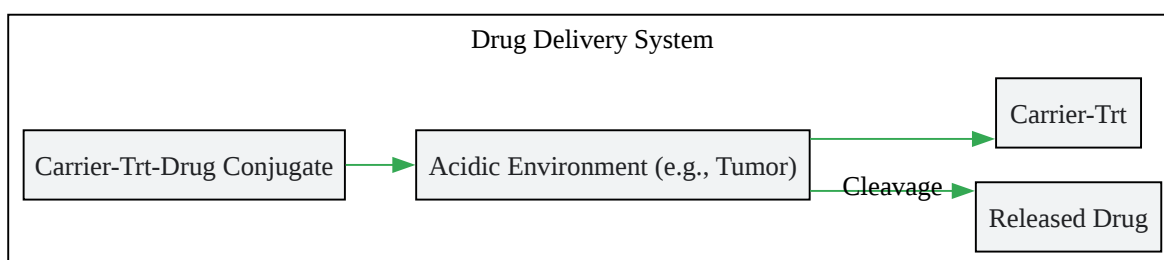 Drug Delivery System
Carrier-Trt-Drug Conjugate
Acidic Environment (e.g., Tumor)
Carrier-Trt
Cleavage
Released Drug